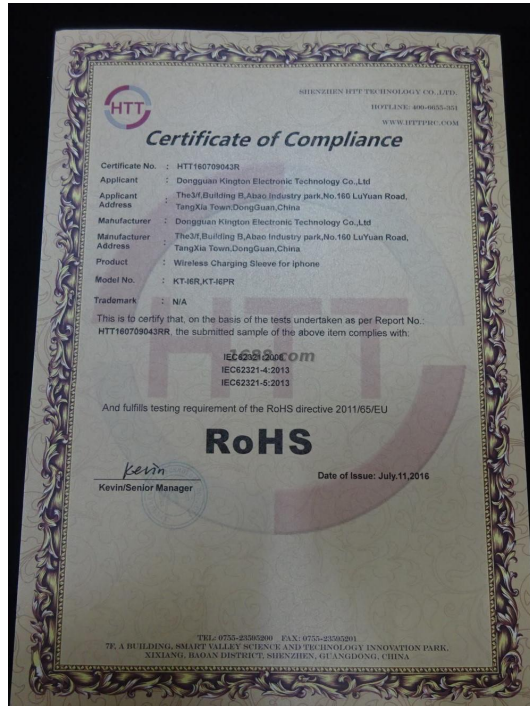 SHENZHEN HTT TECHNOLOGY CO.,LTD.
HOTLINE: 400-6655-351
WWW.HTTPRC.COM
HTT
Certificate of Compliance
Certificate No. : HTT160709043R
Applicant : Dongguan Kington Electronic Technology Co.,Ltd
Applicant Address : The3/f,Building B,Abao Industry park,No.160 LuYuan Road,
TangXia Town.DongGuan,China
Manufacturer : Dongguan Kington Electronic Technology Co.,Ltd
Manufacturer Address : The3/f,Building B,Abao Industry park,No.160 LuYuan Road,
TangXia Town.DongGuan,China
Product : Wireless Charging Sleeve for iphone
Model No. : KT-I6R,KT-I6PR
Trademark : N/A
This is to certify that, on the basis of the tests undertaken as per Report No.:
HTT160709043RR, the submitted sample of the above item complies with:
IEC62321:2008
1688.com
IEC62321-4:2013
IEC62321-5:2013
HTT
And fulfills testing requirement of the RoHS directive 2011/65/EU
RoHS
Kevin
Kevin/Senior Manager
Date of Issue: July.11,2016
TEL: 0755-23595200 FAX: 0755-23595201
7F, A BUILDING, SMART VALLEY SCIENCE AND TECHNOLOGY INNOVATION PARK,
XIXIANG, BAOAN DISTRICT, SHENZHEN, GUANGDONG, CHINA